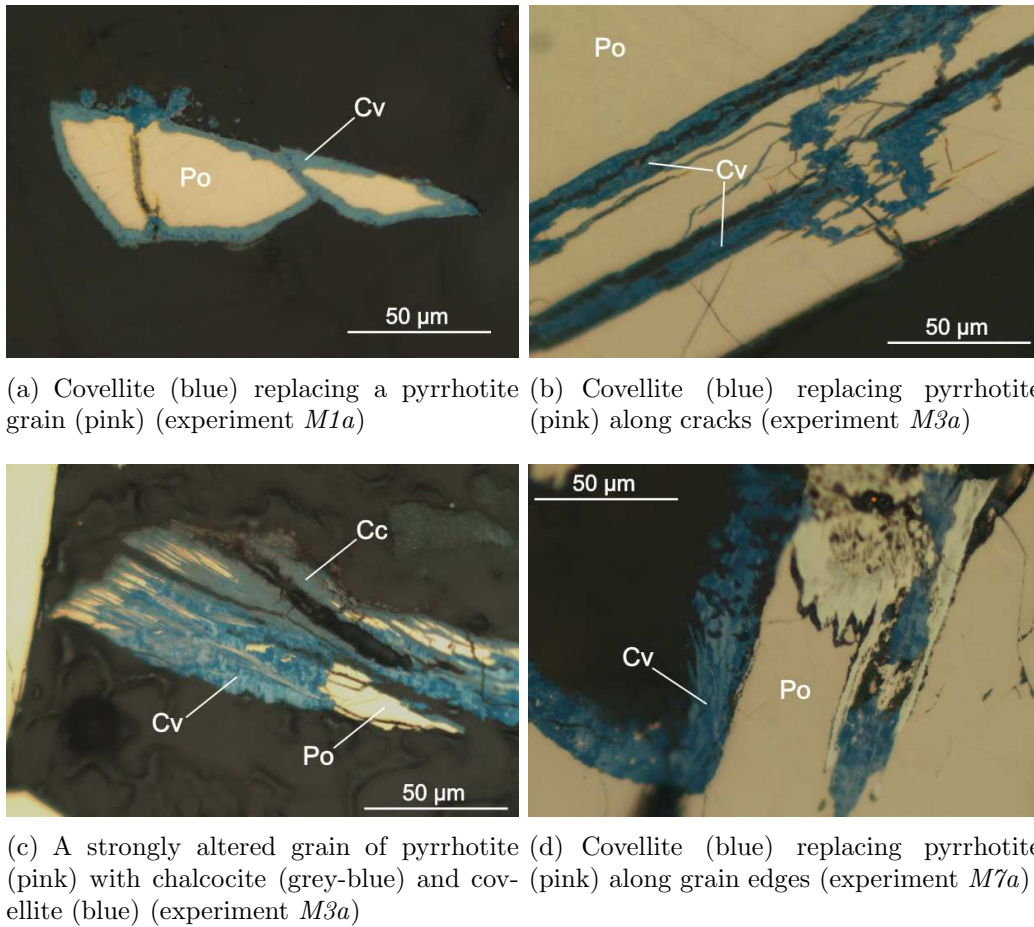 Cv
Po
50 µm
Po
Cv
50 µm
(a) Covellite (blue) replacing a pyrrhotite
grain (pink) (experiment M1a)
(b) Covellite (blue) replacing pyrrhotite
(pink) along cracks (experiment M3a)
Cc
Cv
Po
50 µm
50 µm
Cv
Po
(c) A strongly altered grain of pyrrhotite
(pink) with chalcocite (grey-blue) and cov-
ellite (blue) (experiment M3a)
(d) Covellite (blue) replacing pyrrhotite
(pink) along grain edges (experiment M7a)